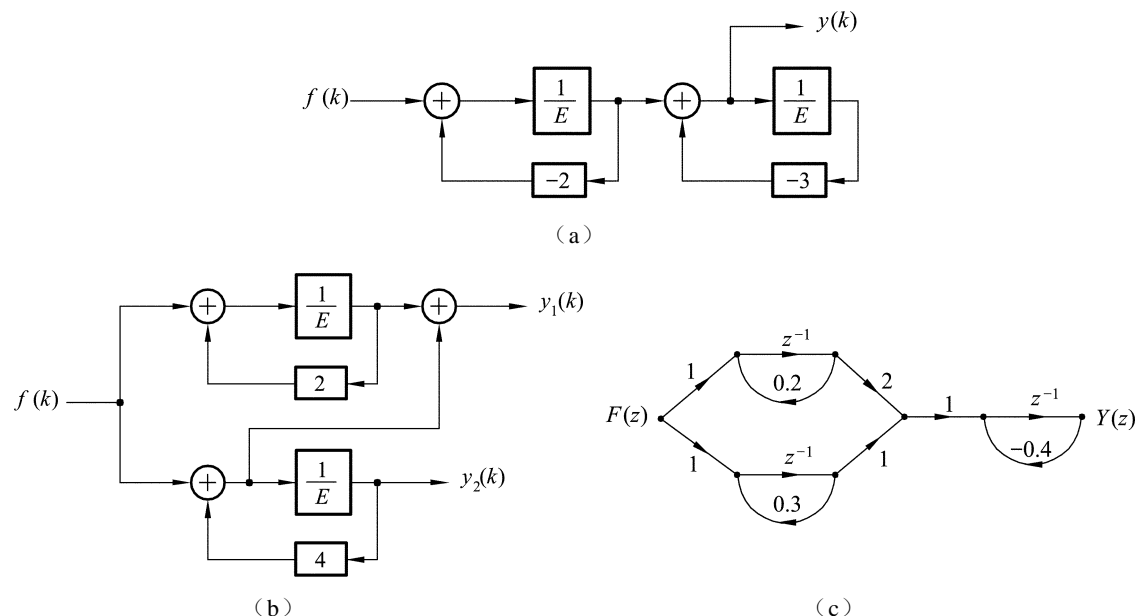 y(k)
f(k) + 1/E + 1/E
−2 −3
（a）
+ 1/E + y₁(k)
2
f(k)
+ 1/E y₂(k)
4
（b）
z⁻¹
1 0.2 2
F(z) 1 z⁻¹ Y(z)
1 z⁻¹ 1 −0.4
0.3
（c）